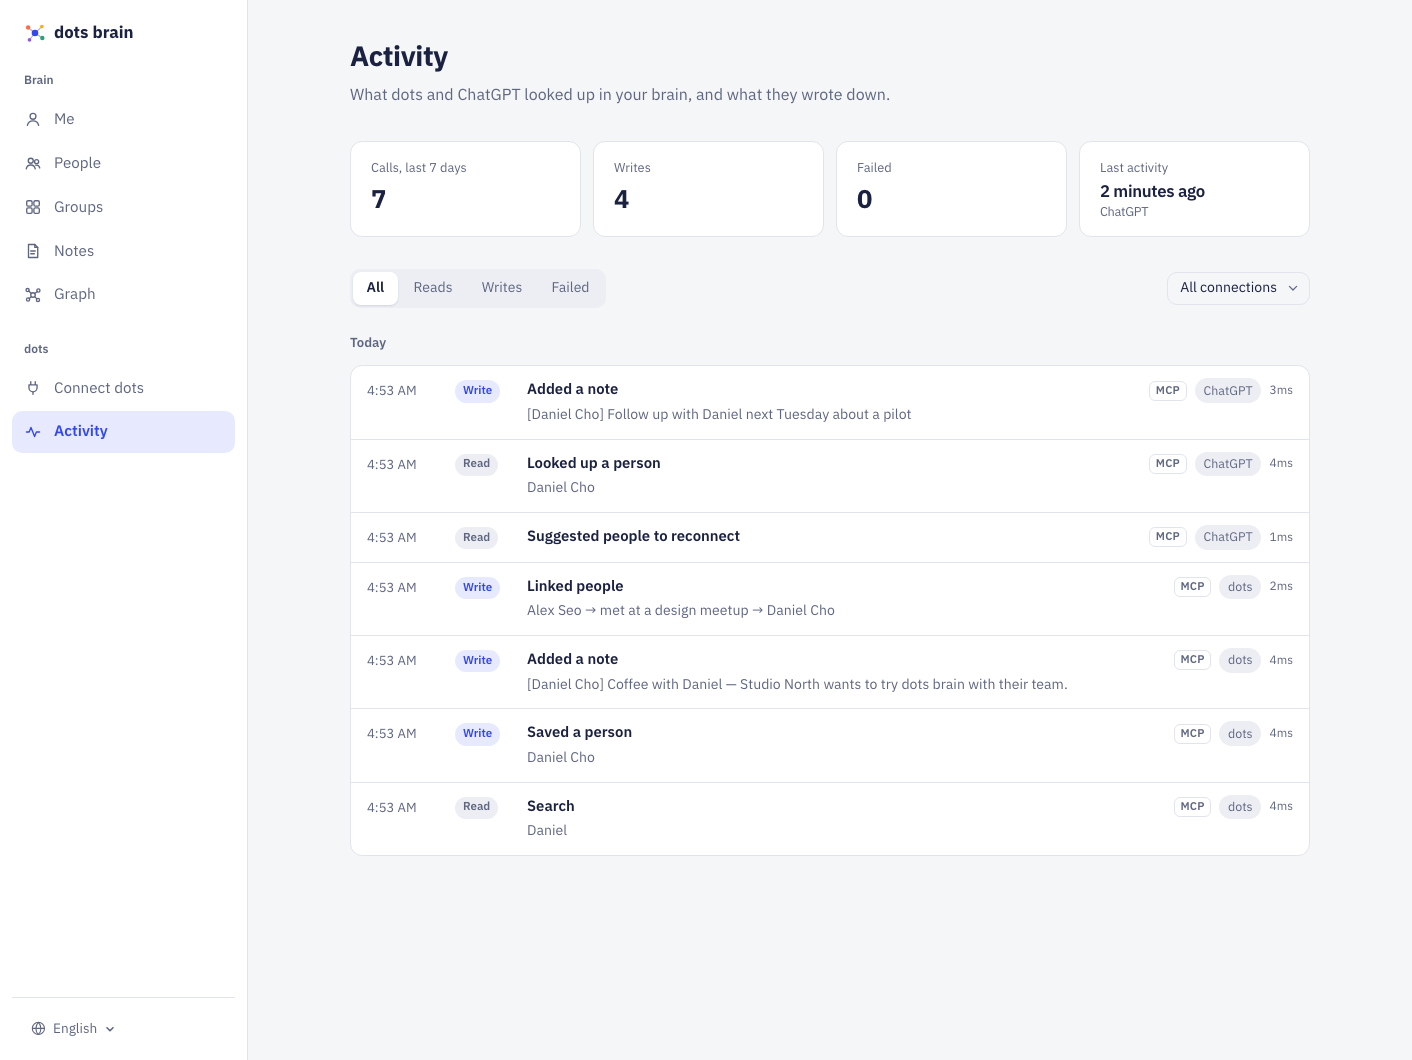 dots brain
Brain
Me
People
Groups
Notes
Graph
dots
Connect dots
Activity
English
Activity
What dots and ChatGPT looked up in your brain, and what they wrote down.
Calls, last 7 days
7
Writes
4
Failed
0
Last activity
2 minutes ago
ChatGPT
All Reads Writes Failed
All connections
Today
4:53 AM Write Added a note MCP ChatGPT 3ms
[Daniel Cho] Follow up with Daniel next Tuesday about a pilot
4:53 AM Read Looked up a person MCP ChatGPT 4ms
Daniel Cho
4:53 AM Read Suggested people to reconnect MCP ChatGPT 1ms
4:53 AM Write Linked people MCP dots 2ms
Alex Seo → met at a design meetup → Daniel Cho
4:53 AM Write Added a note MCP dots 4ms
[Daniel Cho] Coffee with Daniel — Studio North wants to try dots brain with their team.
4:53 AM Write Saved a person MCP dots 4ms
Daniel Cho
4:53 AM Read Search MCP dots 4ms
Daniel